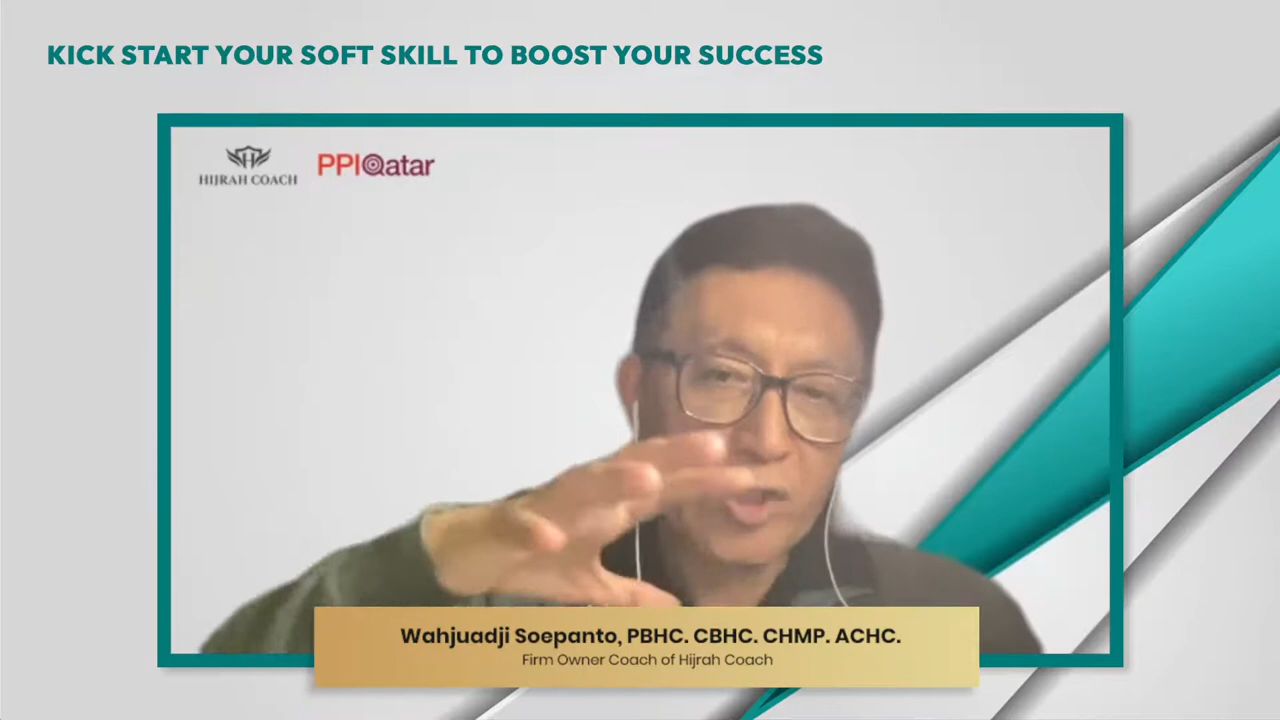 KICK START YOUR SOFT SKILL TO BOOST YOUR SUCCESS
HIJRAH COACH
PPIQatar
Wahjuadji Soepanto, PBHC. CBHC. CHMP. ACHC.
Firm Owner Coach of Hijrah Coach